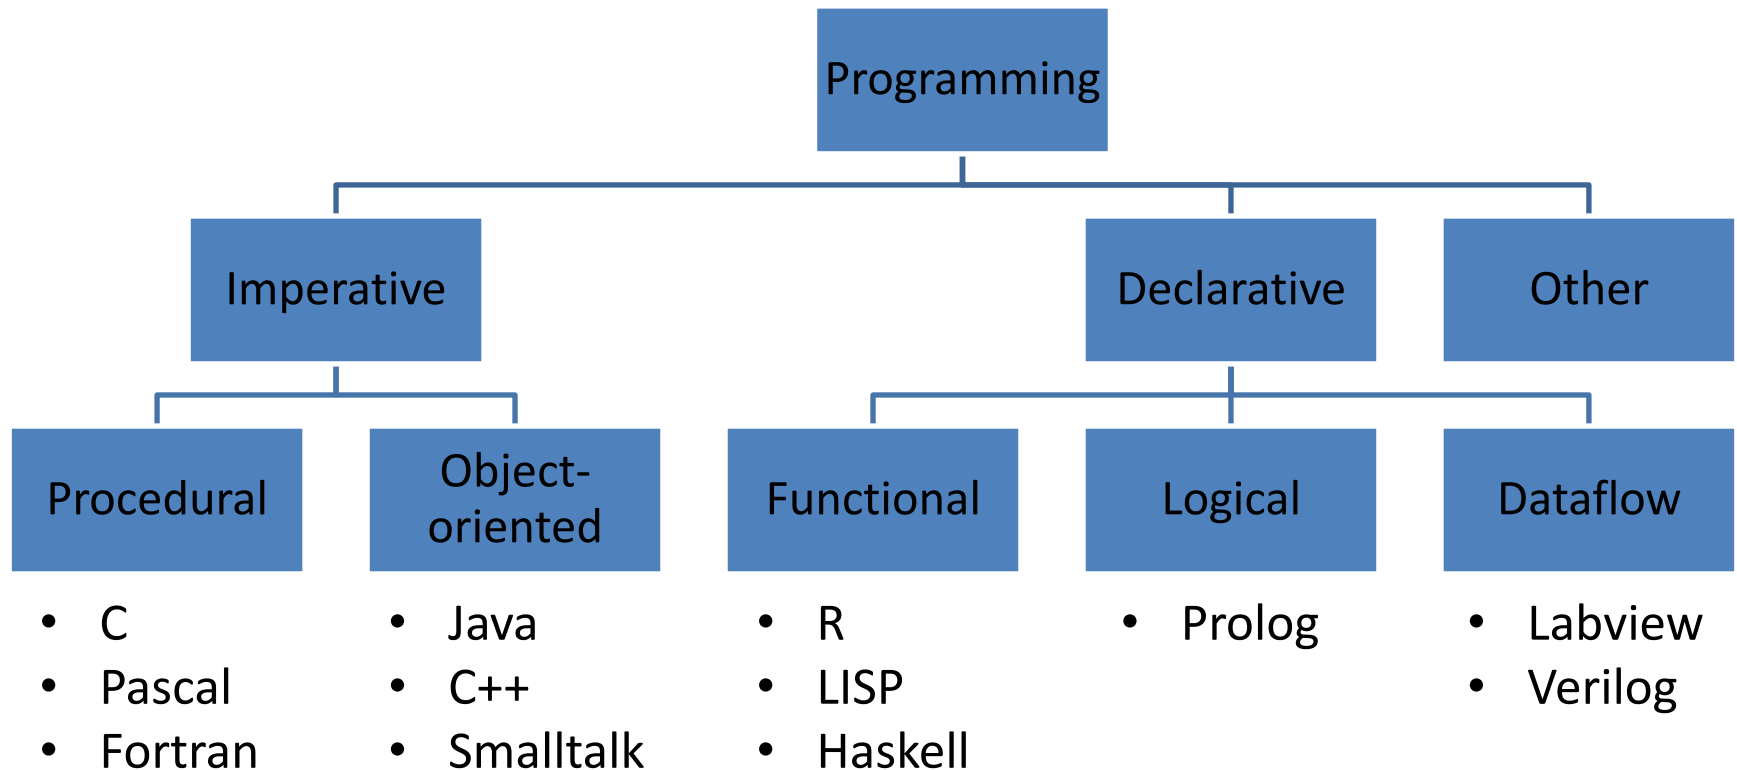 Programming
Imperative
Declarative
Other
Procedural
Object-
oriented
Functional
Logical
Dataflow
• C
• Pascal
• Fortran
• Java
• C++
• Smalltalk
• R
• LISP
• Haskell
• Prolog
• Labview
• Verilog